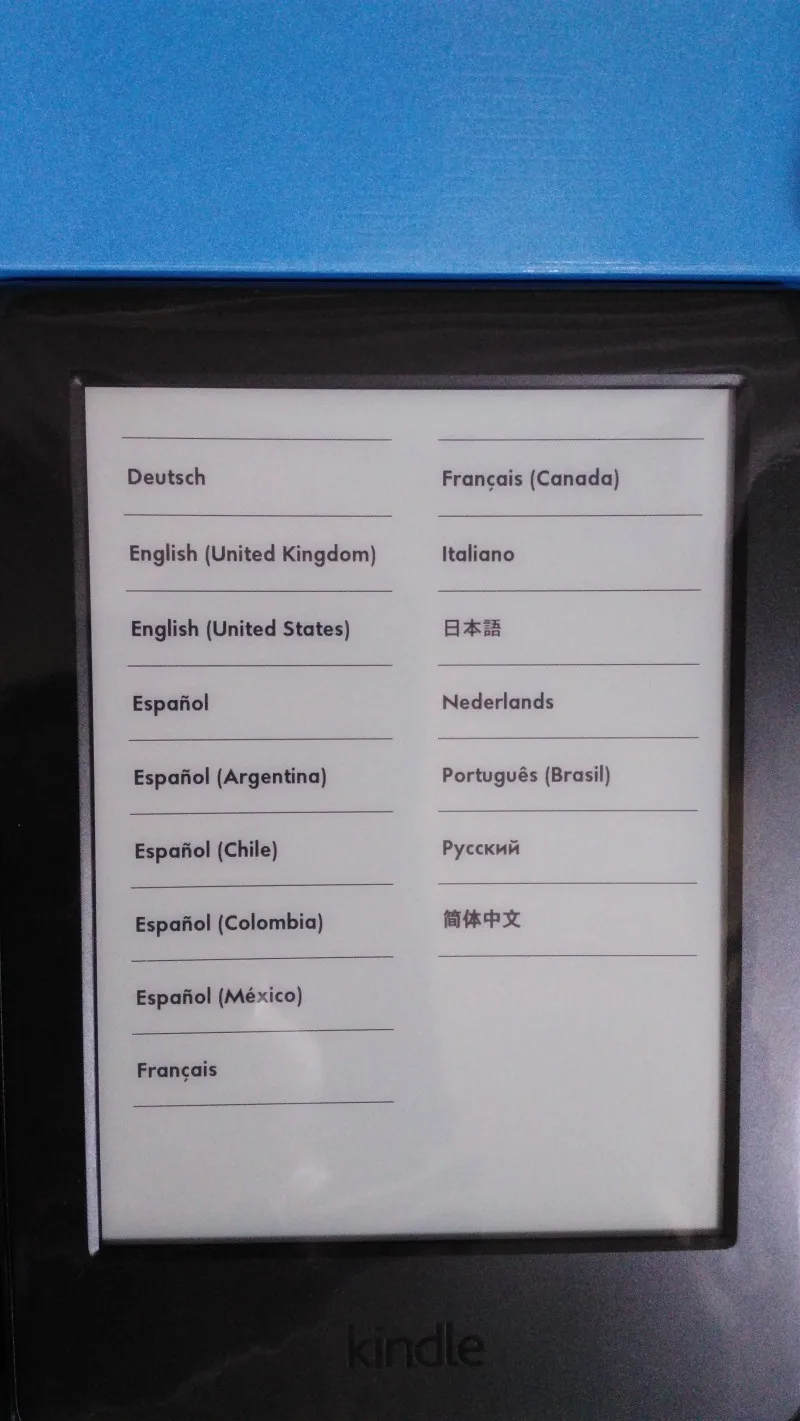 Deutsch
English (United Kingdom)
English (United States)
Español
Español (Argentina)
Español (Chile)
Español (Colombia)
Español (México)
Français
Français (Canada)
Italiano
日本語
Nederlands
Português (Brasil)
Русский
简体中文
kindle